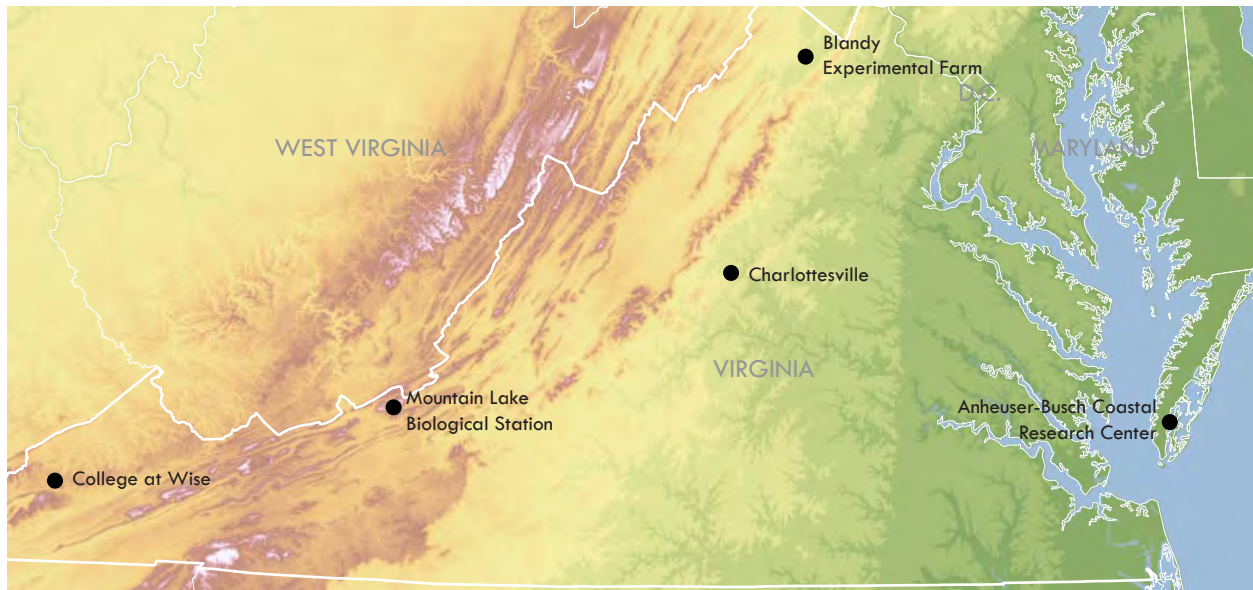 Blandy
Experimental Farm
D.C.
WEST VIRGINIA
MARYLAND
Charlottesville
VIRGINIA
Mountain Lake
Biological Station
Anheuser-Busch Coastal
Research Center
College at Wise